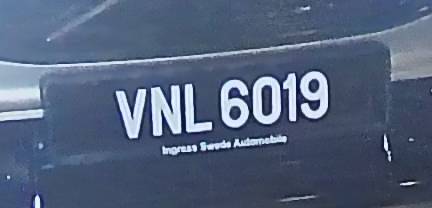 VNL 6019
Ingress Swede Automobile